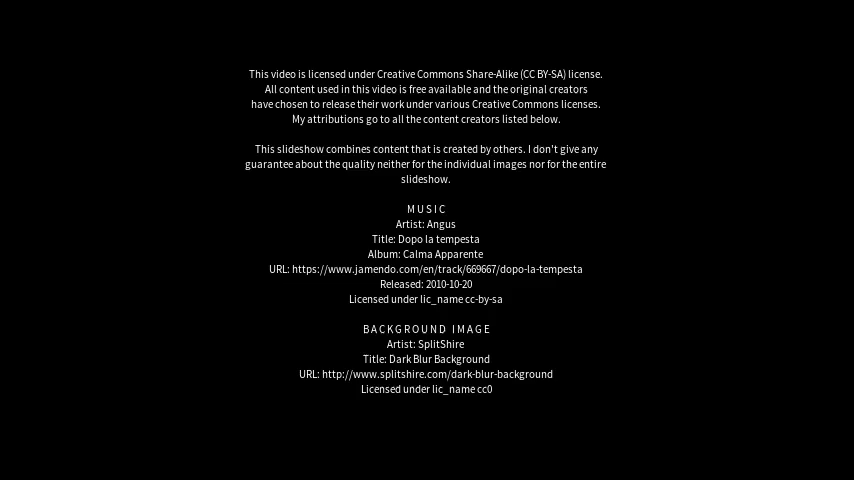 This video is licensed under Creative Commons Share-Alike (CC BY-SA) license.
All content used in this video is free available and the original creators
have chosen to release their work under various Creative Commons licenses.
My attributions go to all the content creators listed below.
This slideshow combines content that is created by others. I don't give any
guarantee about the quality neither for the individual images nor for the entire
slideshow.
MUSIC
Artist: Angus
Title: Dopo la tempesta
Album: Calma Apparente
URL: https://www.jamendo.com/en/track/669667/dopo-la-tempesta
Released: 2010-10-20
Licensed under lic_name cc-by-sa
BACKGROUND IMAGE
Artist: SplitShire
Title: Dark Blur Background
URL: http://www.splitshire.com/dark-blur-background
Licensed under lic_name cc0